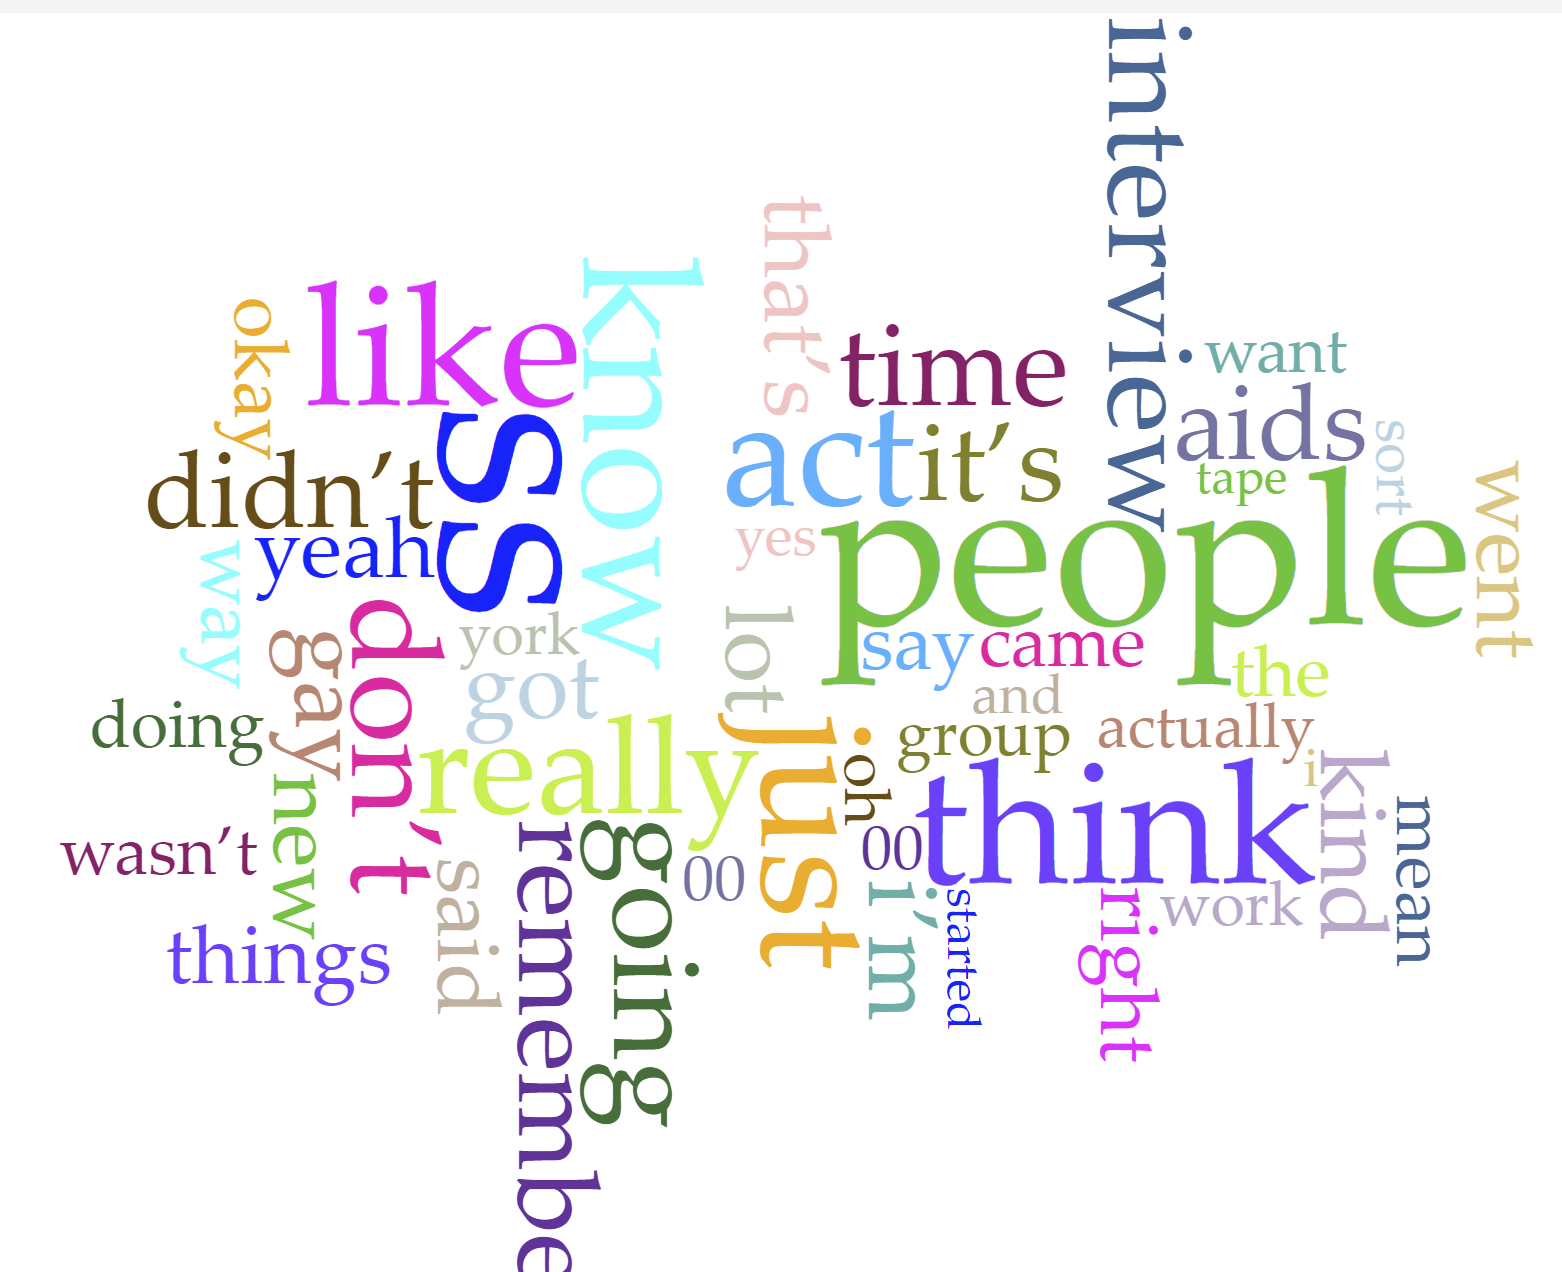 interview
that's
know
like
okay
time
want
aids
act
it's
ss
sort
didn't
tape
went
people
yeah
yes
way
don't
lot
york
say
came
gay
the
got
and
doing
really
just
group
actually
oh
i
kind
think
new
mean
wasn't
going
remembe
00
00
said
i'm
started
right
work
things